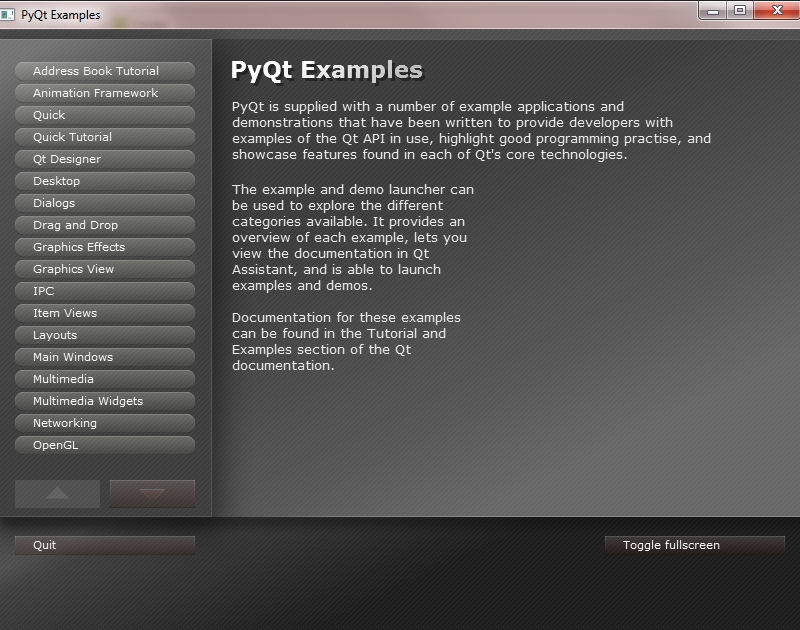 PyQt Examples
Address Book Tutorial
Animation Framework
Quick
Quick Tutorial
Qt Designer
Desktop
Dialogs
Drag and Drop
Graphics Effects
Graphics View
IPC
Item Views
Layouts
Main Windows
Multimedia
Multimedia Widgets
Networking
OpenGL
PyQt Examples
PyQt is supplied with a number of example applications and
demonstrations that have been written to provide developers with
examples of the Qt API in use, highlight good programming practise, and
showcase features found in each of Qt's core technologies.
The example and demo launcher can
be used to explore the different
categories available. It provides an
overview of each example, lets you
view the documentation in Qt
Assistant, and is able to launch
examples and demos.
Documentation for these examples
can be found in the Tutorial and
Examples section of the Qt
documentation.
Quit
Toggle fullscreen